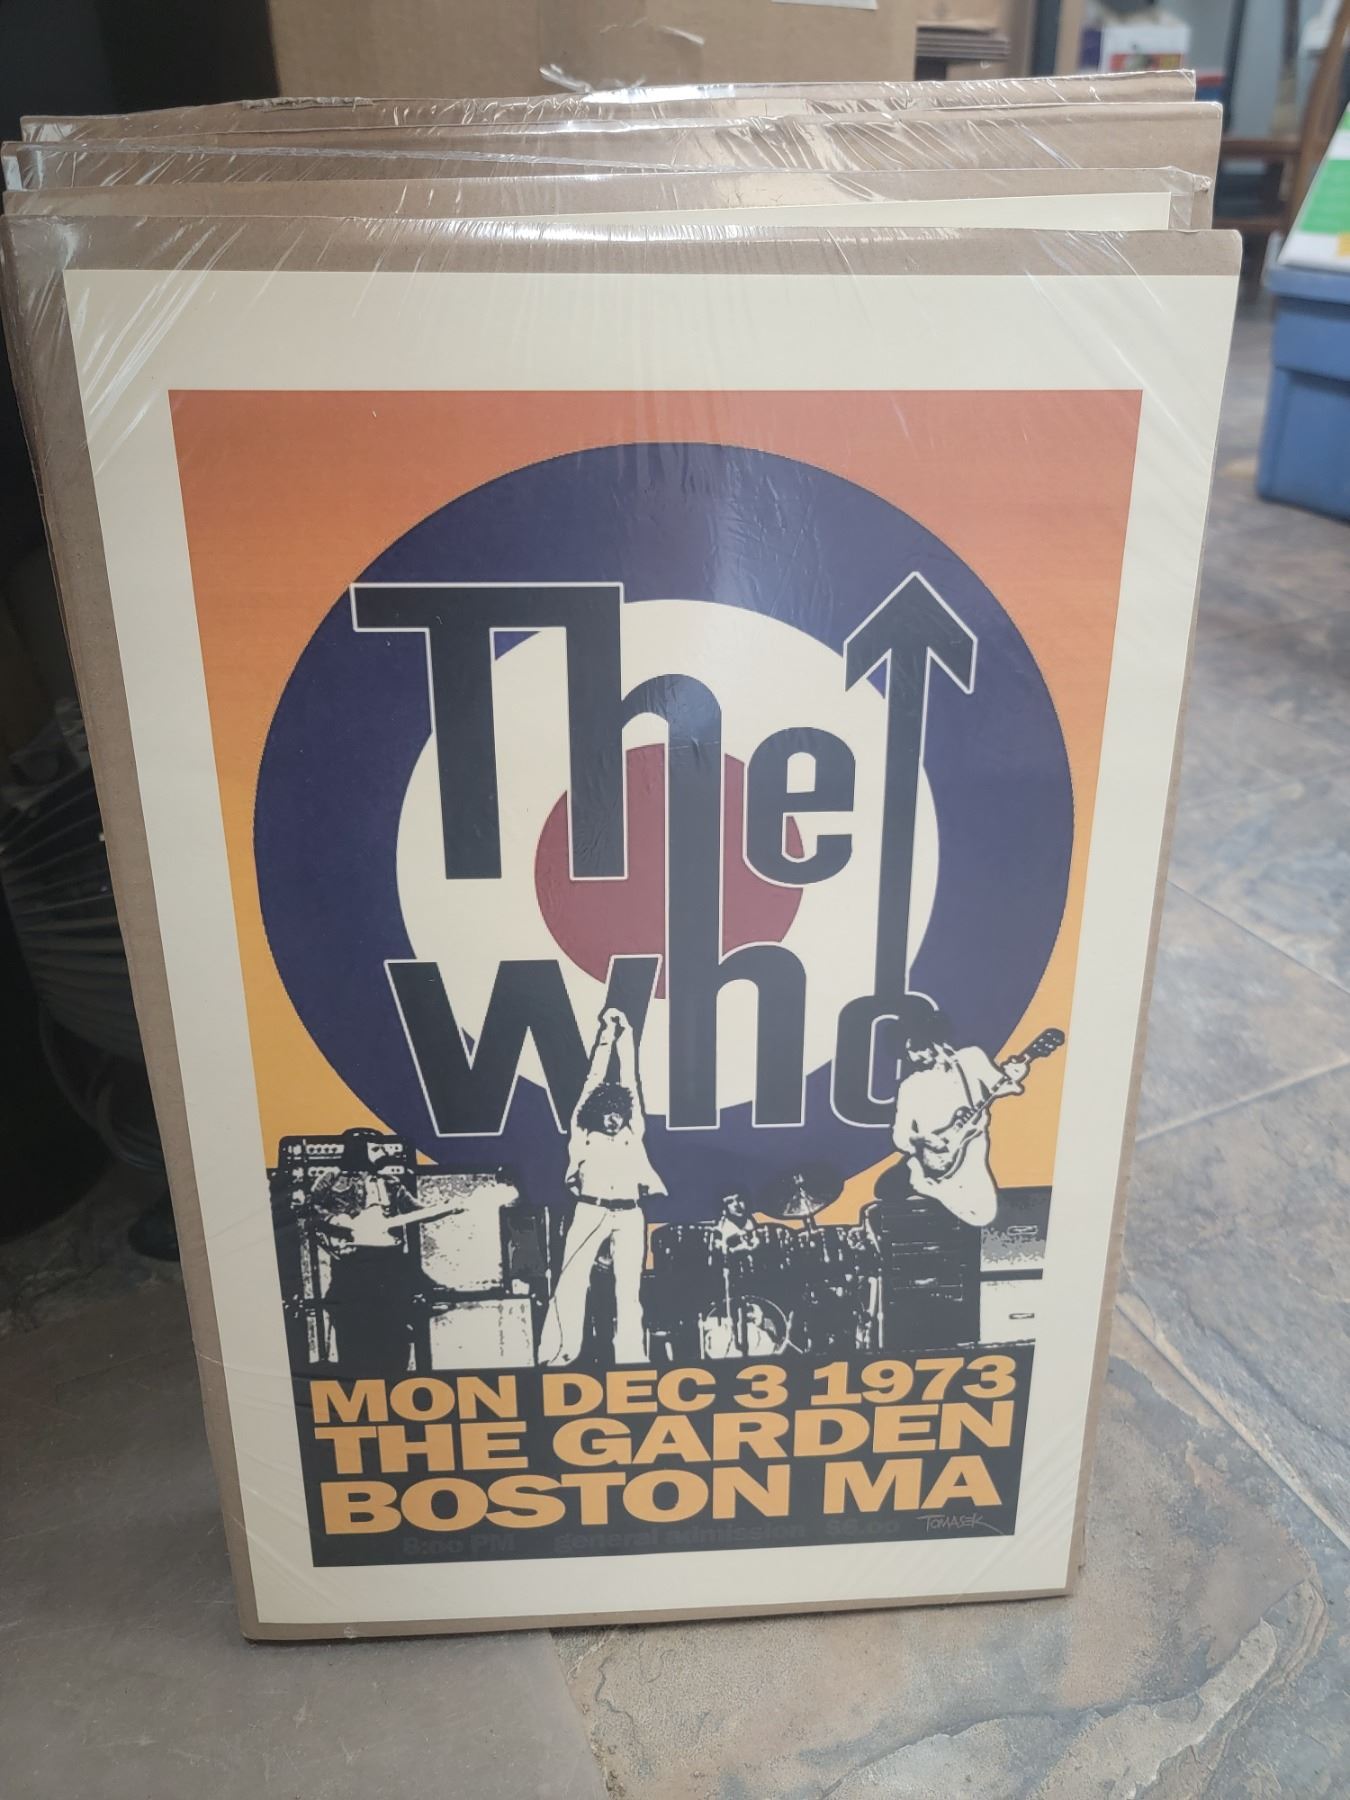 The
Who
MON DEC 3 1973
THE GARDEN
BOSTON MA
TOMASEK
8:00 PM general admission $6.00